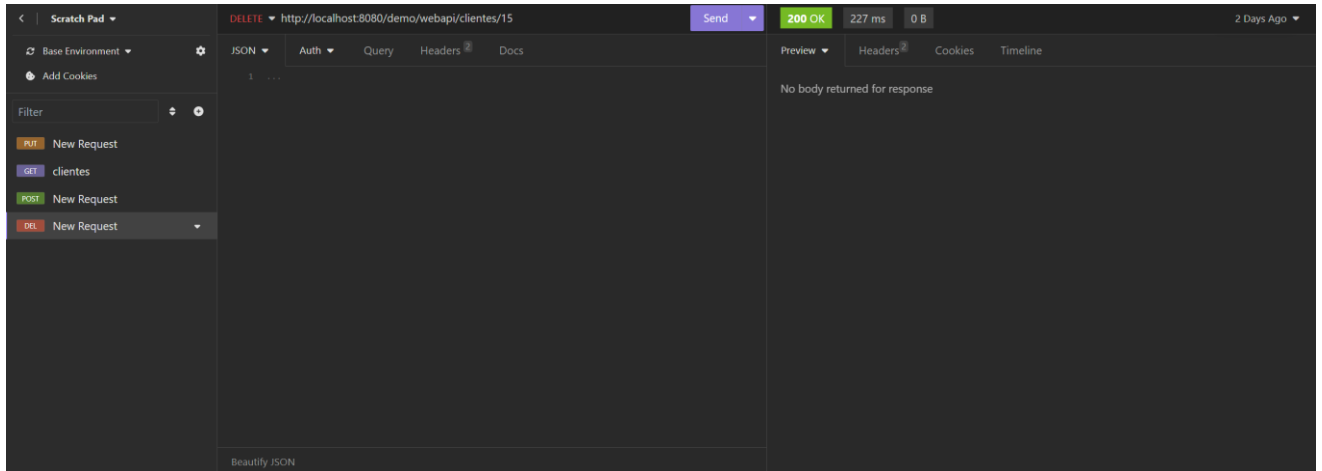 Scratch Pad
Base Environment
Add Cookies
Filter
PUT New Request
GET clientes
POST New Request
DEL New Request
DELETE http://localhost:8080/demo/webapi/clientes/15 Send
JSON Auth Query Headers 2 Docs
1 ...
Beautify JSON
200 OK 227 ms 0 B 2 Days Ago
Preview Headers 2 Cookies Timeline
No body returned for response